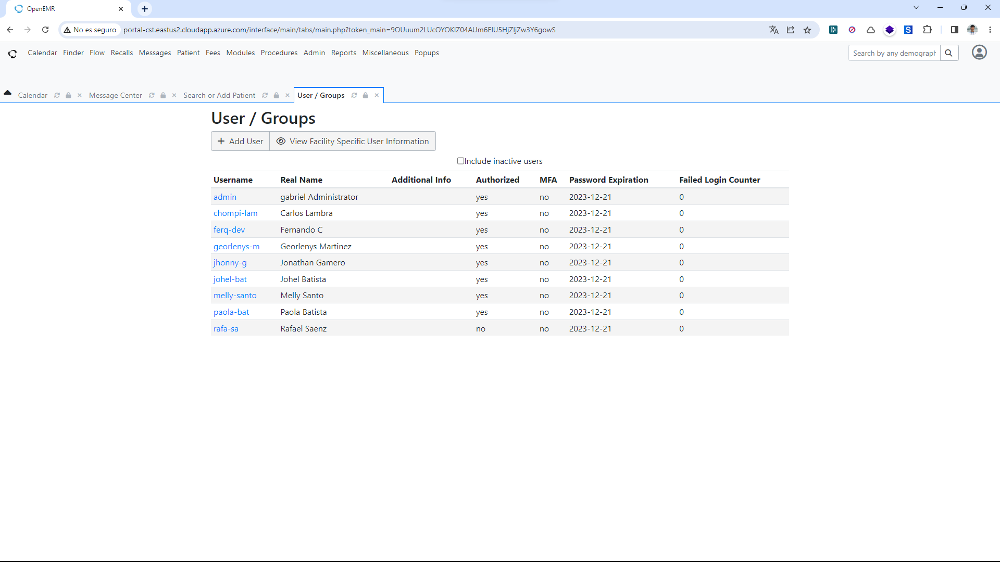 OpenEMR
No es seguro portal-cst.eastus2.cloudapp.azure.com/interface/main/tabs/main.php?token_main=9OUuum2LUcOYOKIZ04AUm6EIU5HjZIjZw3Y6gowS
Calendar Finder Flow Recalls Messages Patient Fees Modules Procedures Admin Reports Miscellaneous Popups Search by any demograph
Calendar Message Center Search or Add Patient User / Groups
User / Groups
Add User View Facility Specific User Information
Include inactive users
Username Real Name Additional Info Authorized MFA Password Expiration Failed Login Counter
admin gabriel Administrator yes no 2023-12-21 0
chompi-lam Carlos Lambra yes no 2023-12-21 0
ferq-dev Fernando C yes no 2023-12-21 0
georlenys-m Georlenys Martinez yes no 2023-12-21 0
jhonny-g Jonathan Gamero yes no 2023-12-21 0
johel-bat Johel Batista yes no 2023-12-21 0
melly-santo Melly Santo yes no 2023-12-21 0
paola-bat Paola Batista yes no 2023-12-21 0
rafa-sa Rafael Saenz no no 2023-12-21 0